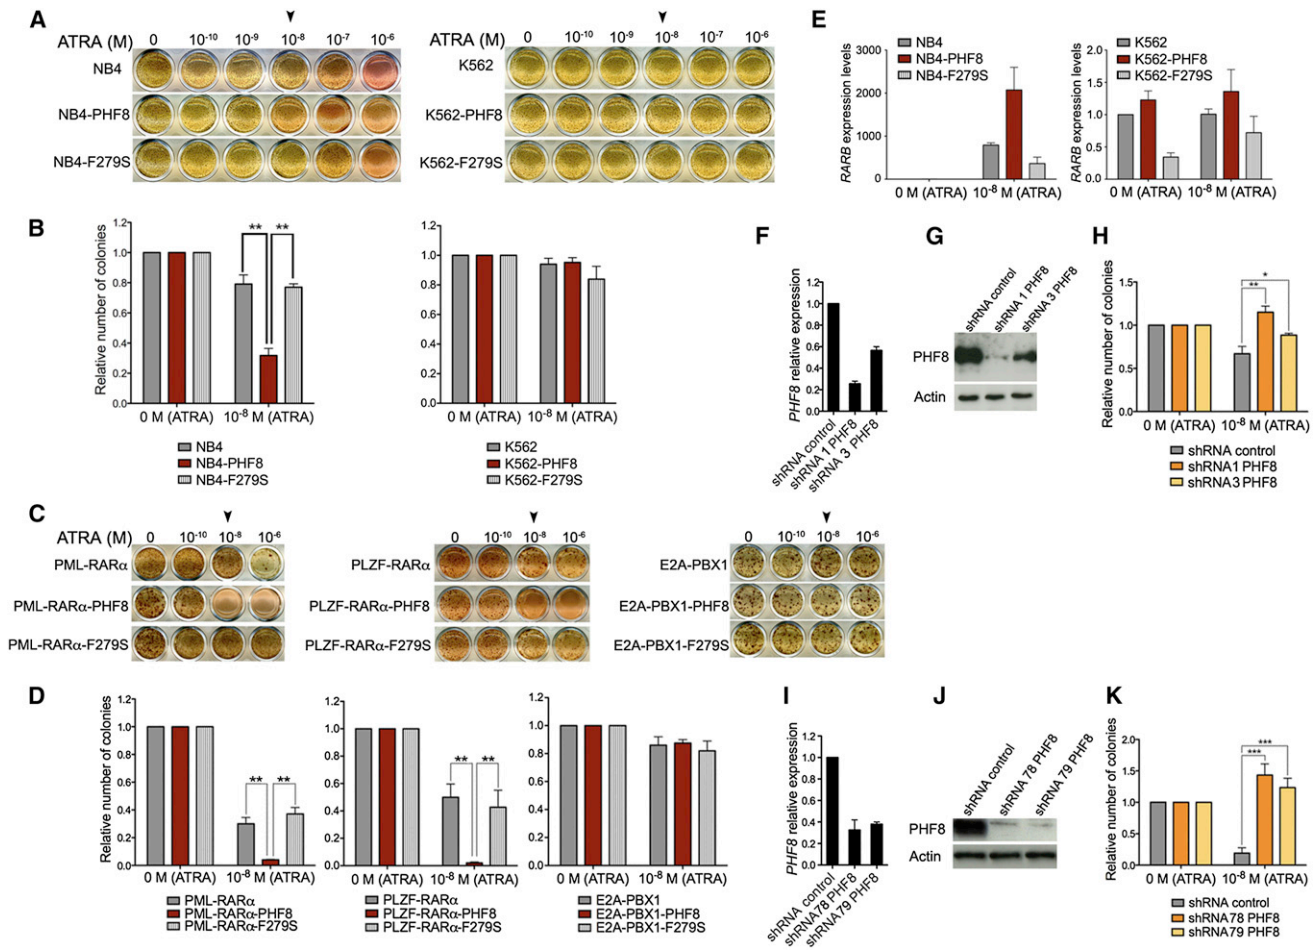 A
ATRA (M) 0 10-10 10-9 10-8 10-7 10-6
NB4
NB4-PHF8
NB4-F279S
ATRA (M) 0 10-10 10-9 10-8 10-7 10-6
K562
K562-PHF8
K562-F279S
B
Relative number of colonies
1.2
1.0
0.8
0.6
0.4
0.2
0.0
** **
0 M (ATRA) 10-8 M (ATRA)
NB4
NB4-PHF8
NB4-F279S
1.2
1.0
0.8
0.6
0.4
0.2
0.0
0 M (ATRA) 10-8 M (ATRA)
K562
K562-PHF8
K562-F279S
C
ATRA (M) 0 10-10 10-8 10-6
PML-RARα
PML-RARα-PHF8
PML-RARα-F279S
0 10-10 10-8 10-6
PLZF-RARα
PLZF-RARα-PHF8
PLZF-RARα-F279S
0 10-10 10-8 10-6
E2A-PBX1
E2A-PBX1-PHF8
E2A-PBX1-F279S
D
Relative number of colonies
1.2
1.0
0.8
0.6
0.4
0.2
0.0
** **
0 M (ATRA) 10-8 M (ATRA)
PML-RARα
PML-RARα-PHF8
PML-RARα-F279S
1.2
1.0
0.8
0.6
0.4
0.2
0.0
** **
0 M (ATRA) 10-8 M (ATRA)
PLZF-RARα
PLZF-RARα-PHF8
PLZF-RARα-F279S
1.2
1.0
0.8
0.6
0.4
0.2
0.0
0 M (ATRA) 10-8 M (ATRA)
E2A-PBX1
E2A-PBX1-PHF8
E2A-PBX1-F279S
E
RARB expression levels
3000
2000
1000
0
NB4
NB4-PHF8
NB4-F279S
0 M (ATRA) 10-8 M (ATRA)
RARB expression levels
2.0
1.5
1.0
0.5
0.0
K562
K562-PHF8
K562-F279S
0 M (ATRA) 10-8 M (ATRA)
F
PHF8 relative expression
1.2
1.0
0.8
0.6
0.4
0.2
0.0
shRNA control
shRNA 1 PHF8
shRNA 3 PHF8
G
shRNA control
shRNA 1 PHF8
shRNA 3 PHF8
PHF8
Actin
H
Relative number of colonies
1.5
1.0
0.5
0.0
*
**
0 M (ATRA) 10-8 M (ATRA)
shRNA control
shRNA1 PHF8
shRNA3 PHF8
I
PHF8 relative expression
1.2
1.0
0.8
0.6
0.4
0.2
0.0
shRNA control
shRNA78 PHF8
shRNA79 PHF8
J
shRNA control
shRNA 78 PHF8
shRNA 79 PHF8
PHF8
Actin
K
Relative number of colonies
2.0
1.5
1.0
0.5
0.0
***
***
0 M (ATRA) 10-8 M (ATRA)
shRNA control
shRNA78 PHF8
shRNA79 PHF8